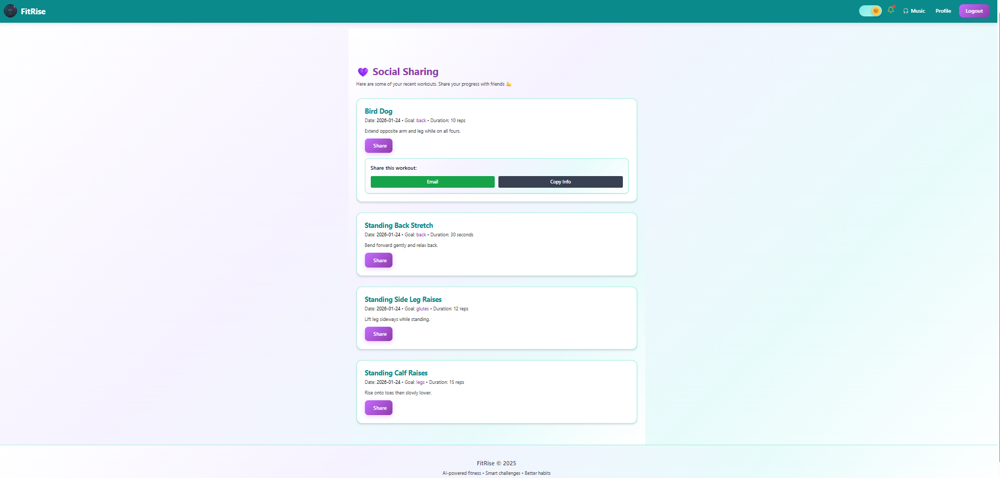 FitRise
Music
Profile
Logout
Social Sharing
Here are some of your recent workouts. Share your progress with friends 💪
Bird Dog
Date: 2026-01-24 • Goal: back • Duration: 10 reps
Extend opposite arm and leg while on all fours.
Share
Share this workout:
Email
Copy Info
Standing Back Stretch
Date: 2026-01-24 • Goal: back • Duration: 30 seconds
Bend forward gently and relax back.
Share
Standing Side Leg Raises
Date: 2026-01-24 • Goal: glutes • Duration: 12 reps
Lift leg sideways while standing.
Share
Standing Calf Raises
Date: 2026-01-24 • Goal: legs • Duration: 15 reps
Rise onto toes then slowly lower.
Share
FitRise © 2025
AI-powered fitness • Smart challenges • Better habits